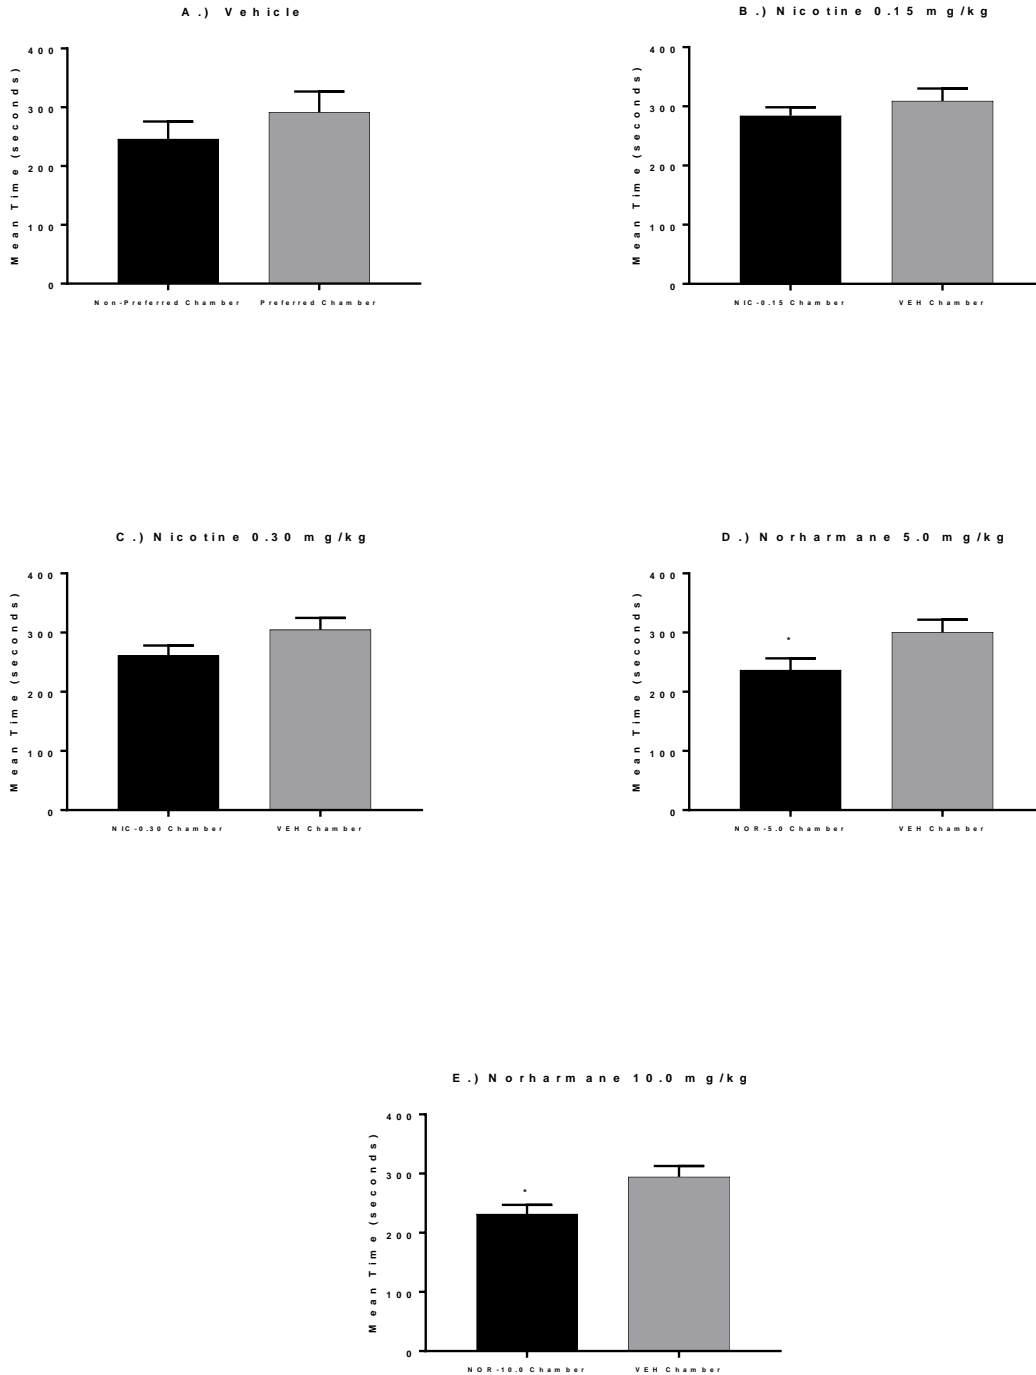 A.) Vehicle
Mean Time (seconds)
400
300
200
100
0
Non-Preferred Chamber
Preferred Chamber
B.) Nicotine 0.15 mg/kg
Mean Time (seconds)
400
300
200
100
0
NIC-0.15 Chamber
VEH Chamber
C.) Nicotine 0.30 mg/kg
Mean Time (seconds)
400
300
200
100
0
NIC-0.30 Chamber
VEH Chamber
D.) Norharmane 5.0 mg/kg
Mean Time (seconds)
400
300
200
100
0
*
NOR-5.0 Chamber
VEH Chamber
E.) Norharmane 10.0 mg/kg
Mean Time (seconds)
400
300
200
100
0
*
NOR-10.0 Chamber
VEH Chamber